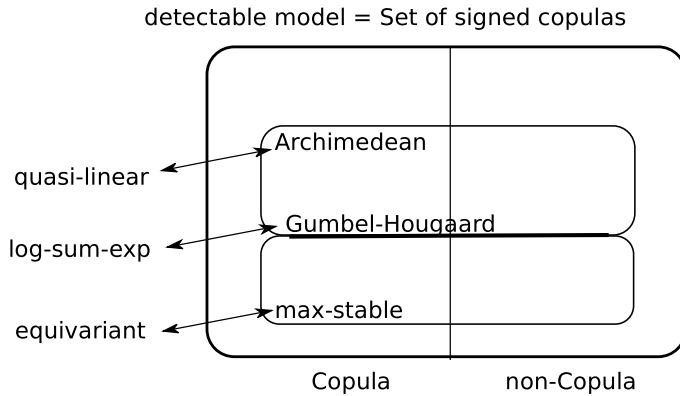 detectable model = Set of signed copulas
Archimedean
quasi-linear
Gumbel-Hougaard
log-sum-exp
max-stable
equivariant
Copula
non-Copula